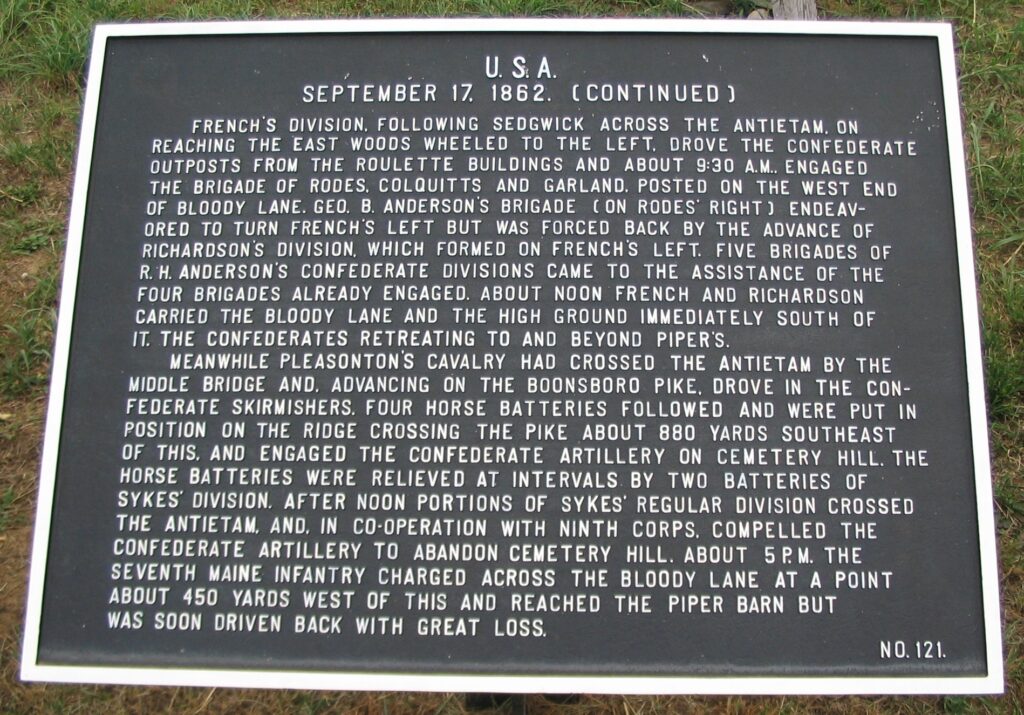 U.S.A.
SEPTEMBER 17, 1862. (CONTINUED)
FRENCH'S DIVISION, FOLLOWING SEDGWICK ACROSS THE ANTIETAM, ON
REACHING THE EAST WOODS WHEELED TO THE LEFT, DROVE THE CONFEDERATE
OUTPOSTS FROM THE ROULETTE BUILDINGS AND ABOUT 9:30 A.M., ENGAGED
THE BRIGADE OF RODES, COLQUITTS AND GARLAND, POSTED ON THE WEST END
OF BLOODY LANE. GEO. B. ANDERSON'S BRIGADE (ON RODES' RIGHT) ENDEAV-
ORED TO TURN FRENCH'S LEFT BUT WAS FORCED BACK BY THE ADVANCE OF
RICHARDSON'S DIVISION, WHICH FORMED ON FRENCH'S LEFT. FIVE BRIGADES OF
R. H. ANDERSON'S CONFEDERATE DIVISIONS CAME TO THE ASSISTANCE OF THE
FOUR BRIGADES ALREADY ENGAGED. ABOUT NOON FRENCH AND RICHARDSON
CARRIED THE BLOODY LANE AND THE HIGH GROUND IMMEDIATELY SOUTH OF
IT, THE CONFEDERATES RETREATING TO AND BEYOND PIPER'S.
MEANWHILE PLEASONTON'S CAVALRY HAD CROSSED THE ANTIETAM BY THE
MIDDLE BRIDGE AND, ADVANCING ON THE BOONSBORO PIKE, DROVE IN THE CON-
FEDERATE SKIRMISHERS. FOUR HORSE BATTERIES FOLLOWED AND WERE PUT IN
POSITION ON THE RIDGE CROSSING THE PIKE ABOUT 880 YARDS SOUTHEAST
OF THIS, AND ENGAGED THE CONFEDERATE ARTILLERY ON CEMETERY HILL. THE
HORSE BATTERIES WERE RELIEVED AT INTERVALS BY TWO BATTERIES OF
SYKES' DIVISION. AFTER NOON PORTIONS OF SYKES' REGULAR DIVISION CROSSED
THE ANTIETAM, AND, IN CO-OPERATION WITH NINTH CORPS, COMPELLED THE
CONFEDERATE ARTILLERY TO ABANDON CEMETERY HILL. ABOUT 5 P.M. THE
SEVENTH MAINE INFANTRY CHARGED ACROSS THE BLOODY LANE AT A POINT
ABOUT 450 YARDS WEST OF THIS AND REACHED THE PIPER BARN BUT
WAS SOON DRIVEN BACK WITH GREAT LOSS.
NO. 121.